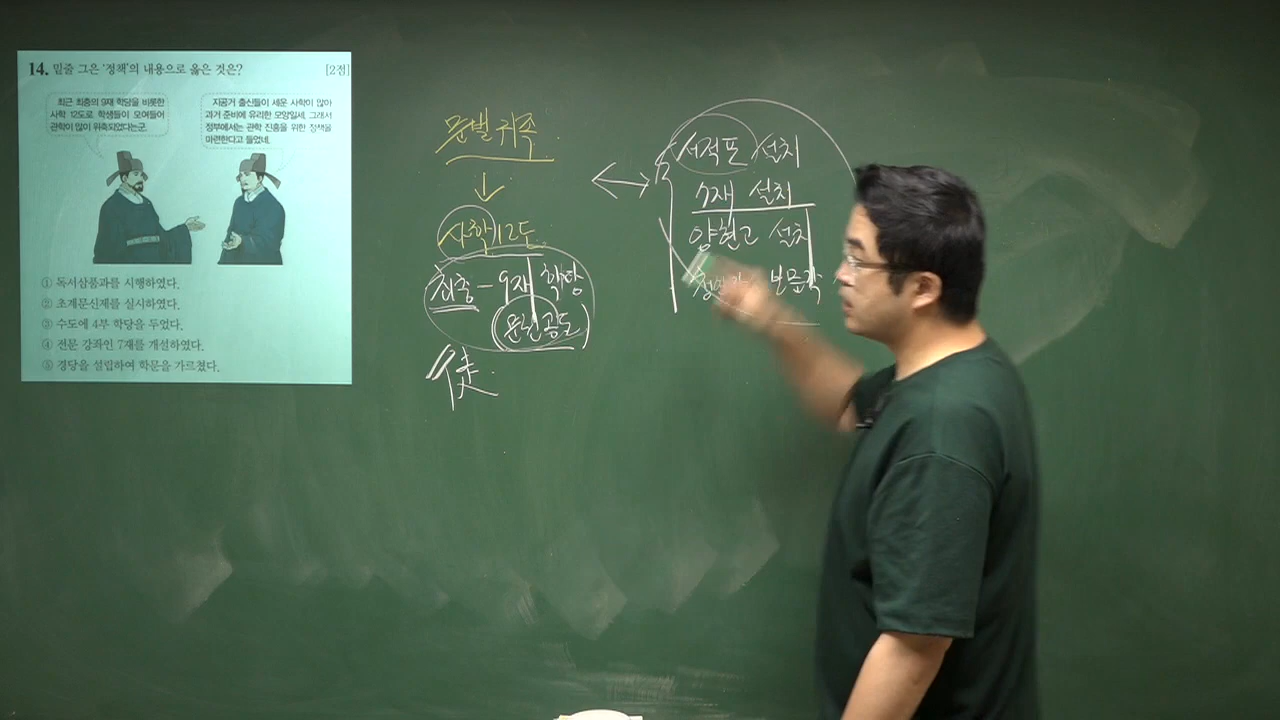 14. 밑줄 그은 '정책'의 내용으로 옳은 것은? [2점]
최근 최충의 9재 학당을 비롯한
사학 12도로 학생들이 모여들어
관학이 많이 위축되었다는군.
지공거 출신들이 세운 사학이 많아
과거 준비에 유리한 모양일세. 그래서
정부에서는 관학 진흥을 위한 정책을
마련한다고 들었네.
① 독서삼품과를 시행하였다.
② 초계문신제를 실시하였다.
③ 수도에 4부 학당을 두었다.
④ 전문 강좌인 7재를 개설하였다.
⑤ 경당을 설립하여 학문을 가르쳤다.
문벌귀족
↓
사학12도
최충-9재 학당
(문헌공도)
徒
서적포 설치
7재 설치
양현고 설치
보문각